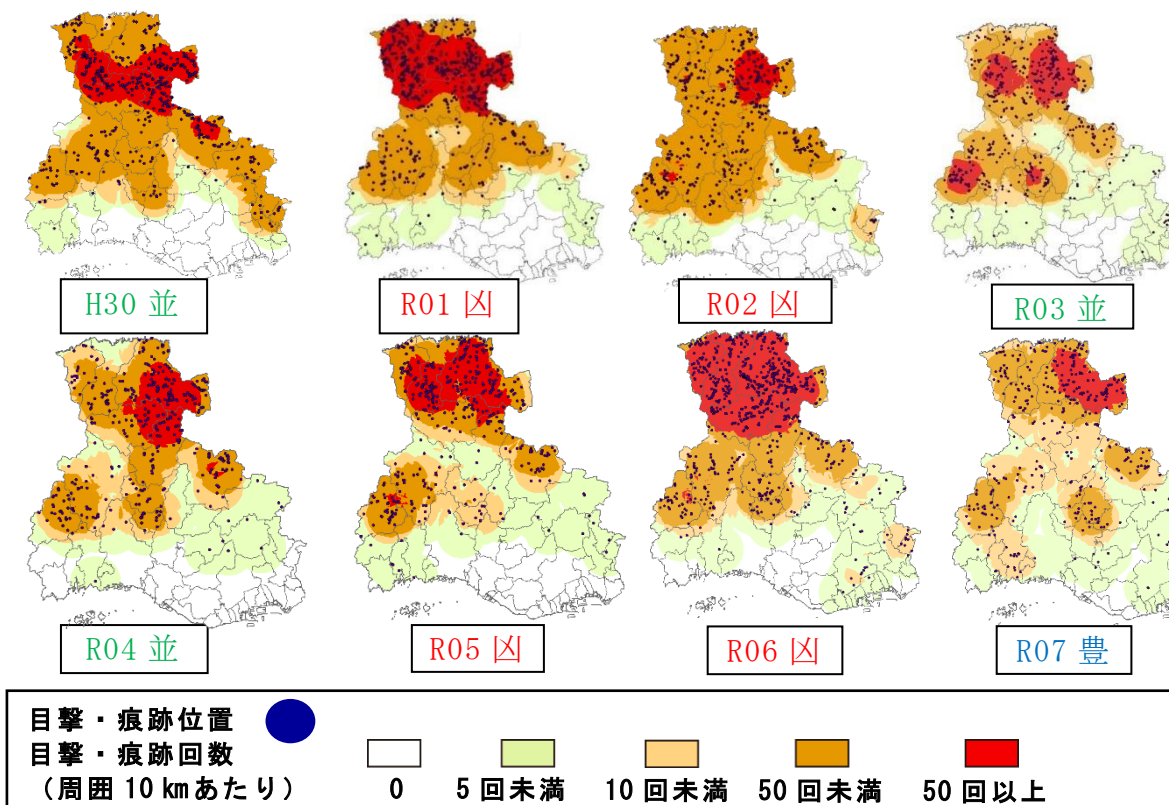 H30 並
R01 凶
R02 凶
R03 並
R04 並
R05 凶
R06 凶
R07 豊
目撃・痕跡位置
目撃・痕跡回数
(周囲 10 ㎞あたり)
0
5 回未満
10 回未満
50 回未満
50 回以上